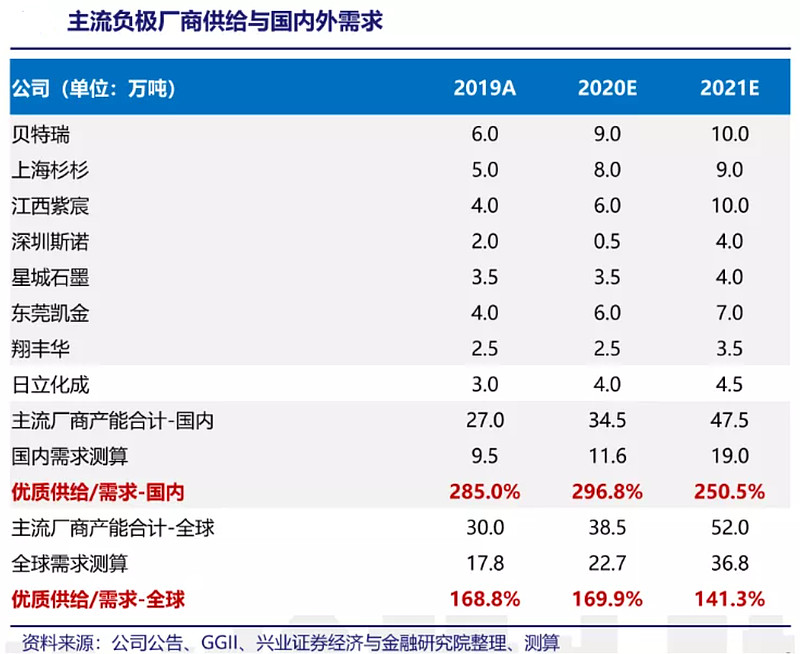 主流负极厂商供给与国内外需求
公司（单位：万吨） 2019A 2020E 2021E
贝特瑞 6.0 9.0 10.0
上海杉杉 5.0 8.0 9.0
江西紫宸 4.0 6.0 10.0
深圳斯诺 2.0 0.5 4.0
星城石墨 3.5 3.5 4.0
东莞凯金 4.0 6.0 7.0
翔丰华 2.5 2.5 3.5
日立化成 3.0 4.0 4.5
主流厂商产能合计-国内 27.0 34.5 47.5
国内需求测算 9.5 11.6 19.0
优质供给/需求-国内 285.0% 296.8% 250.5%
主流厂商产能合计-全球 30.0 38.5 52.0
全球需求测算 17.8 22.7 36.8
优质供给/需求-全球 168.8% 169.9% 141.3%
资料来源：公司公告、GGII、兴业证券经济与金融研究院整理、测算